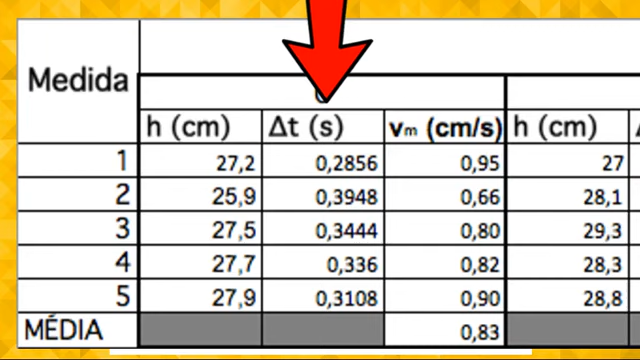 Medida
h (cm) Δt (s) vm (cm/s) h (cm)
1 27,2 0,2856 0,95 27
2 25,9 0,3948 0,66 28,1
3 27,5 0,3444 0,80 29,3
4 27,7 0,336 0,82 28,3
5 27,9 0,3108 0,90 28,8
MÉDIA 0,83